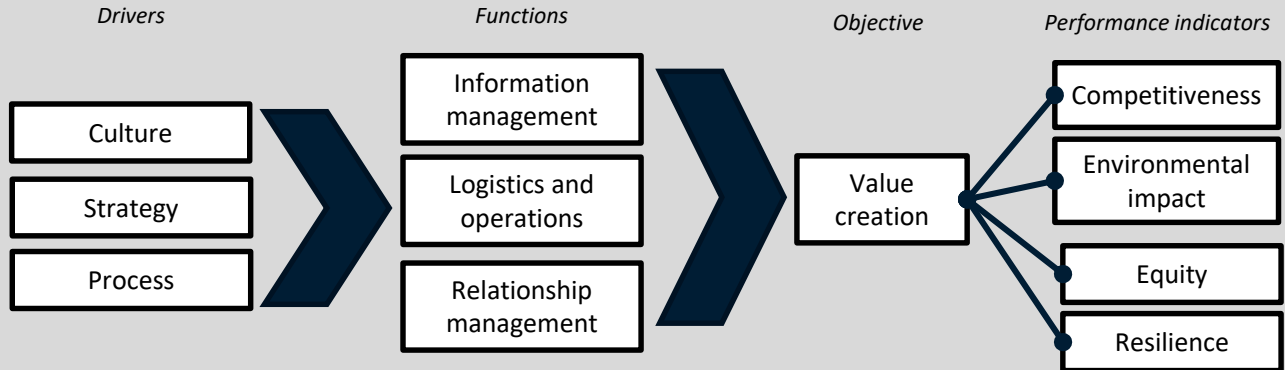 Drivers
Functions
Objective
Performance indicators
Culture
Strategy
Process
Information
management
Logistics and
operations
Relationship
management
Value
creation
Competitiveness
Environmental
impact
Equity
Resilience